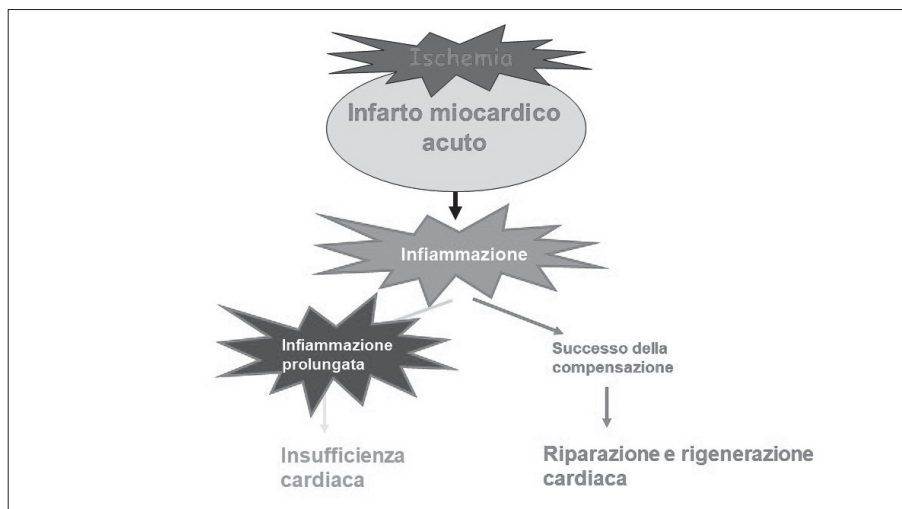 Ischemia
Infarto miocardico
acuto
Infiammazione
Infiammazione
prolungata
Successo della
compensazione
Insufficienza
cardiaca
Riparazione e rigenerazione
cardiaca